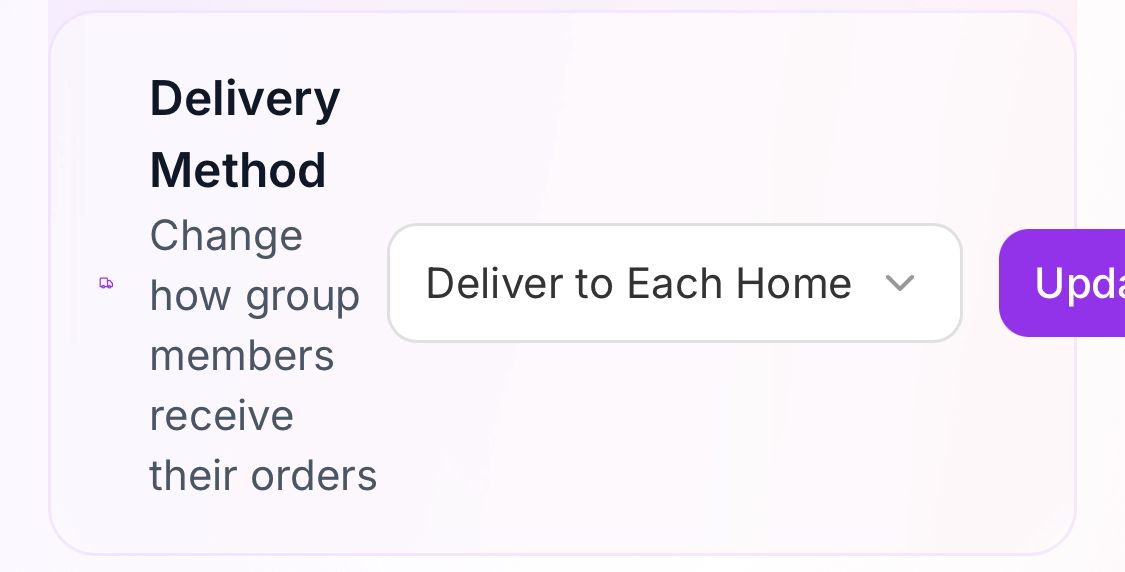 Delivery
Method
Change
how group
members
receive
their orders
Deliver to Each Home